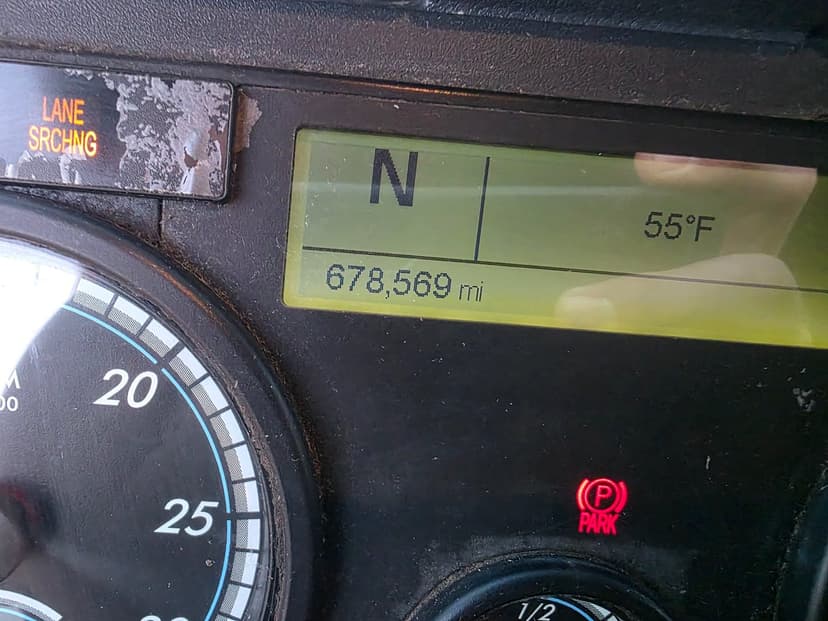 LANE
SRCHNG
N
55°F
678,569 mi
20
25
P
PARK
1/2